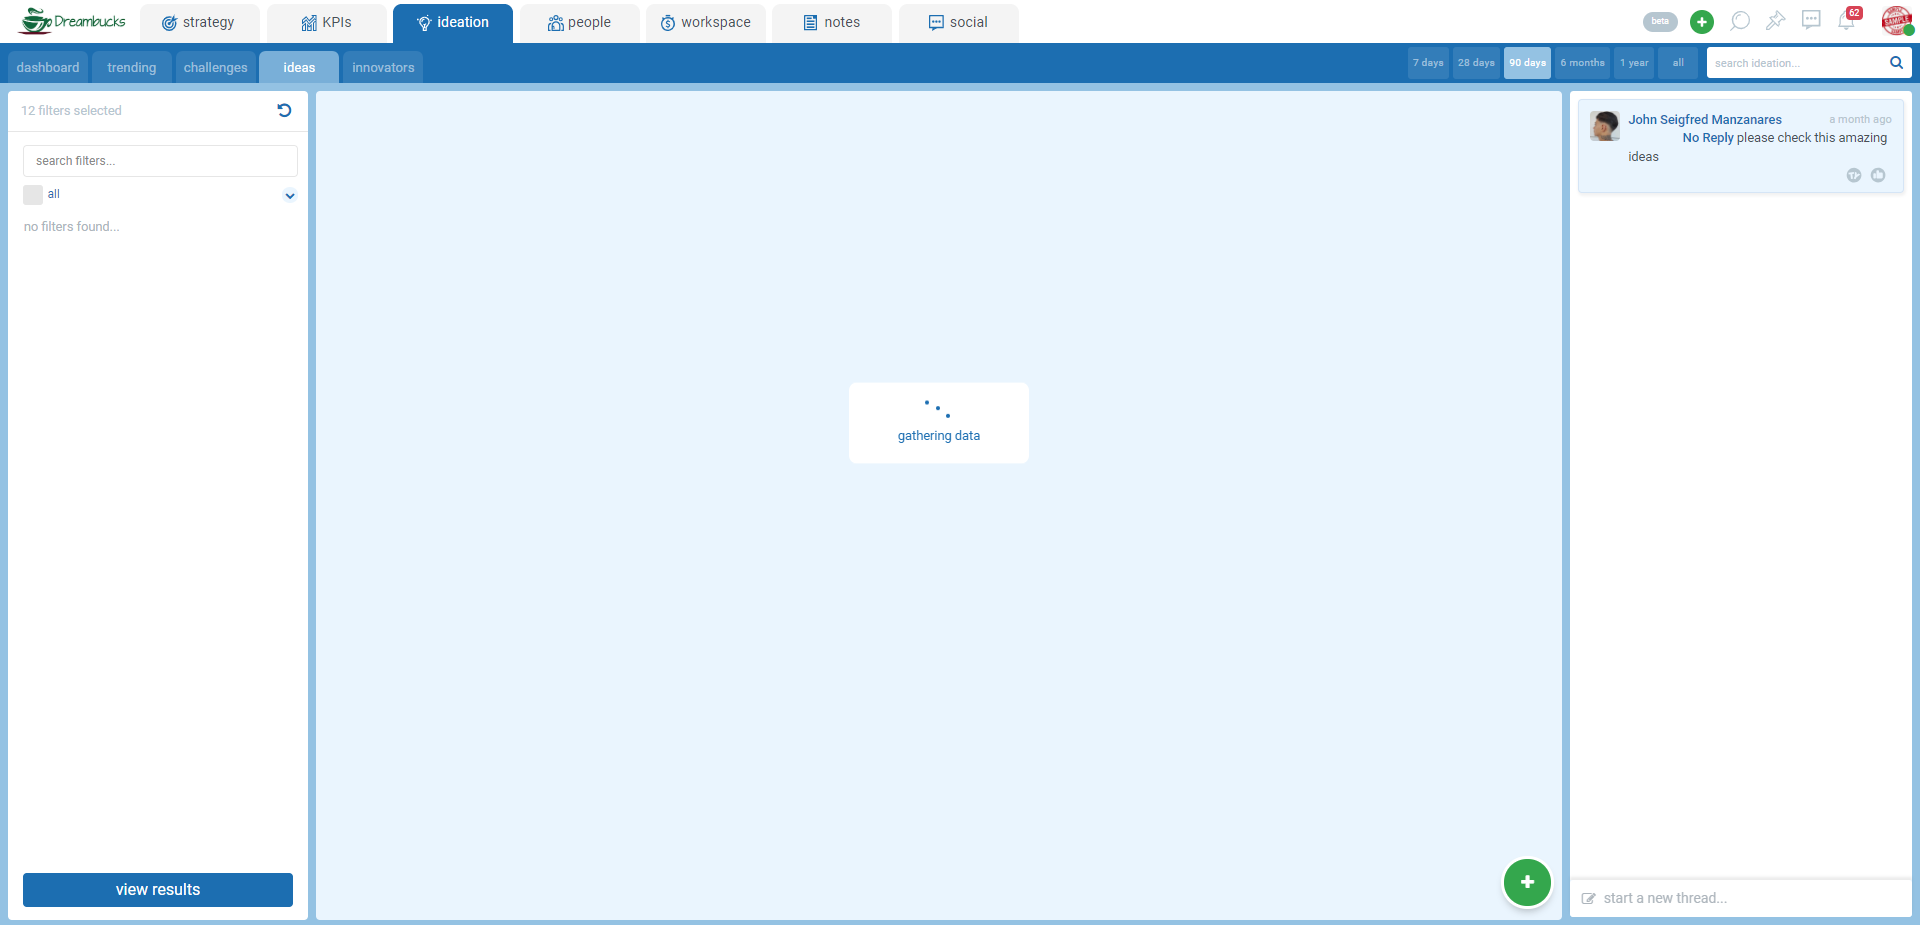 Dreambucks
strategy
KPIs
ideation
people
workspace
notes
social
beta
62
SAMPLE
dashboard
trending
challenges
ideas
innovators
7 days
28 days
90 days
6 months
1 year
all
search ideation...
12 filters selected
search filters...
all
no filters found...
view results
gathering data
John Seigfred Manzanares
a month ago
No Reply please check this amazing
ideas
start a new thread...